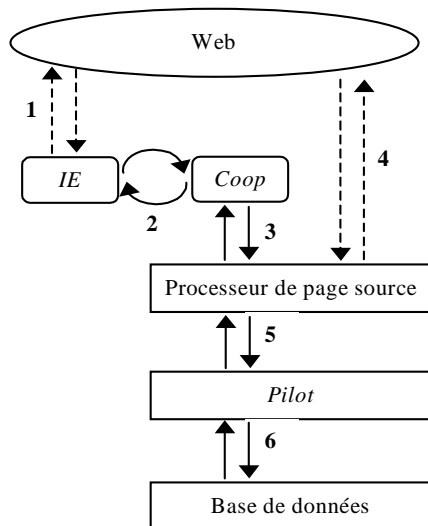 Web
1
4
IE
Coop
2
3
Processeur de page source
5
Pilot
6
Base de données